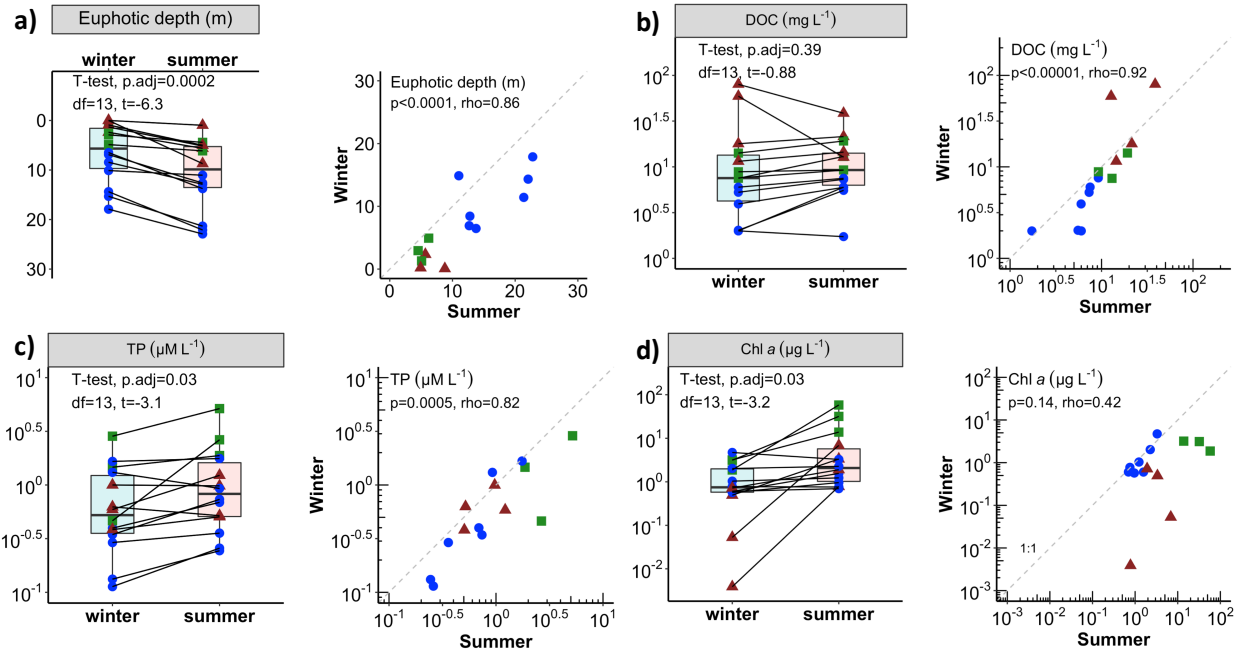 a)
Euphotic depth (m)
winter summer
T-test, p.adj=0.0002
df=13, t=-6.3
0
10
20
30
Euphotic depth (m)
p<0.0001, rho=0.86
Winter
30
20
10
0
0 10 20 30
Summer
b)
DOC (mg L⁻¹)
T-test, p.adj=0.39
df=13, t=-0.88
10²
10^1.5
10¹
10^0.5
10⁰
winter summer
DOC (mg L⁻¹)
p<0.00001, rho=0.92
Winter
10²
10^1.5
10¹
10^0.5
10⁰
10⁰ 10^0.5 10¹ 10^1.5 10²
Summer
c)
TP (µM L⁻¹)
T-test, p.adj=0.03
df=13, t=-3.1
10¹
10^0.5
10⁰
10^-0.5
10⁻¹
winter summer
TP (µM L⁻¹)
p=0.0005, rho=0.82
Winter
10¹
10^0.5
10⁰
10^-0.5
10⁻¹
10⁻¹ 10^-0.5 10⁰ 10^0.5 10¹
Summer
d)
Chl a (µg L⁻¹)
T-test, p.adj=0.03
df=13, t=-3.2
10²
10¹
10⁰
10⁻¹
10⁻²
winter summer
Chl a (µg L⁻¹)
p=0.14, rho=0.42
Winter
10²
10¹
10⁰
10⁻¹
10⁻²
10⁻³
1:1
10⁻³ 10⁻² 10⁻¹ 10⁰ 10¹ 10²
Summer